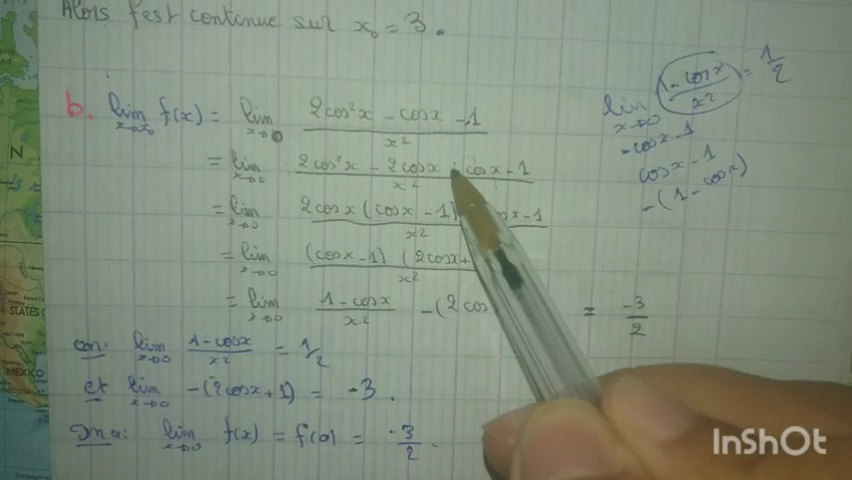 Alors f est continue sur x₀ = 3.
b. lim x→x₀ f(x) = lim x→0 2cos²x - cosx - 1 / x²
= lim x→0 2cos²x - 2cosx + cosx - 1 / x²
= lim x→0 2cosx (cosx - 1) cosx - 1 / x²
= lim x→0 (cosx - 1) (2cosx + / x²
= lim x→0 1 - cosx / x² -(2cos = -3/2
car: lim x→0 1 - cosx / x² = 1/2
et lim x→0 -(2cosx + 1) = -3.
On a: lim x→0 f(x) = f(0) = -3/2.
lim x→0 1 - cosx / x² = 1/2
-cosx - 1
cosx - 1
-(1 - cosx)
N
STATES
MEXICO
InShOt